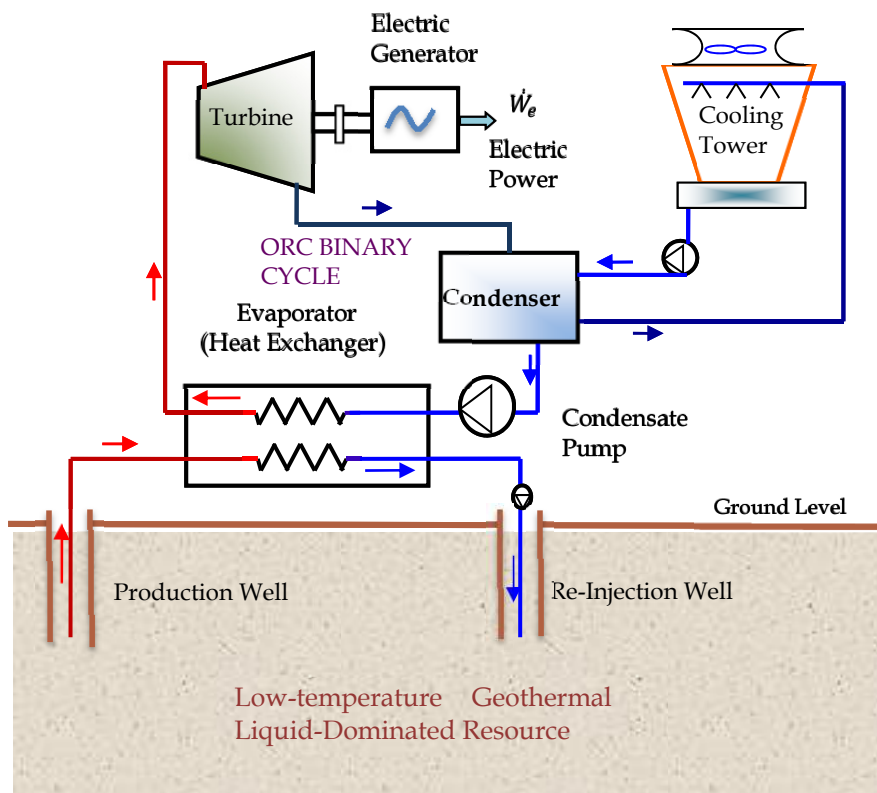 Electric
Generator
Turbine
Ẇₑ
Electric
Power
Cooling
Tower
ORC BINARY
CYCLE
Condenser
Evaporator
(Heat Exchanger)
Condensate
Pump
Ground Level
Production Well
Re-Injection Well
Low-temperature Geothermal
Liquid-Dominated Resource